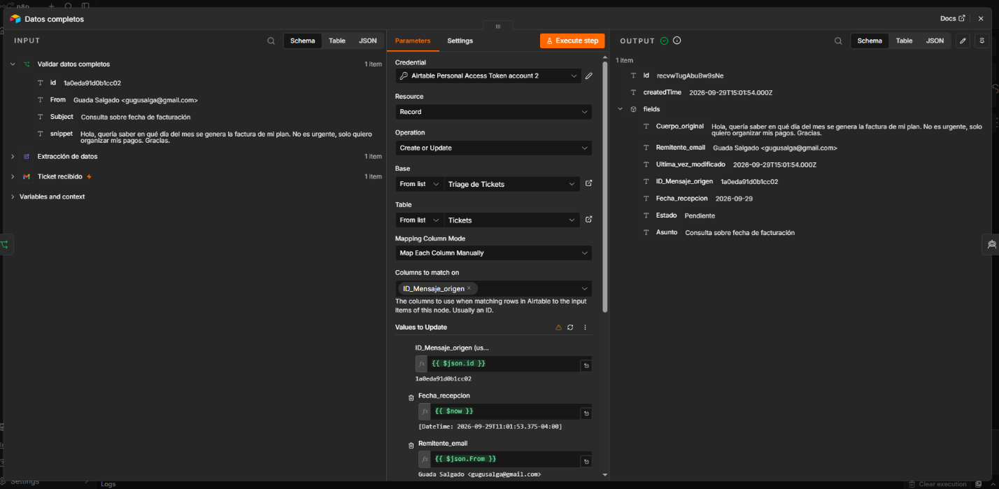 n8n
Datos completos
Docs
INPUT
Schema
Table
JSON
Validar datos completos
1 item
T id 1a0eda91d0b1cc02
T From Guada Salgado <gugusalga@gmail.com>
T Subject Consulta sobre fecha de facturación
T snippet Hola, quería saber en qué día del mes se genera la factura de mi plan. No es urgente, solo quiero
organizar mis pagos. Gracias.
Extracción de datos
1 item
Ticket recibido
1 item
Variables and context
Parameters
Settings
Execute step
Credential
Airtable Personal Access Token account 2
Resource
Record
Operation
Create or Update
Base
From list
Triage de Tickets
Table
From list
Tickets
Mapping Column Mode
Map Each Column Manually
Columns to match on
ID_Mensaje_origen ×
The columns to use when matching rows in Airtable to the input
items of this node. Usually an ID.
Values to Update
ID_Mensaje_origen (us...
fx {{ $json.id }}
1a0eda91d0b1cc02
Fecha_recepcion
fx {{ $now }}
[DateTime: 2026-09-29T11:01:53.375-04:00]
Remitente_email
fx {{ $json.From }}
Guada Salgado <gugusalga@gmail.com>
OUTPUT
Schema
Table
JSON
1 item
T id recvwTugAbuBw9sNe
T createdTime 2026-09-29T15:01:54.000Z
fields
T Cuerpo_original Hola, quería saber en qué día del mes se genera la factura de mi plan. No es urgente, solo
quiero organizar mis pagos. Gracias.
T Remitente_email Guada Salgado <gugusalga@gmail.com>
T Ultima_vez_modificado 2026-09-29T15:01:54.000Z
T ID_Mensaje_origen 1a0eda91d0b1cc02
T Fecha_recepcion 2026-09-29
T Estado Pendiente
T Asunto Consulta sobre fecha de facturación
Settings
Logs
Clear execution